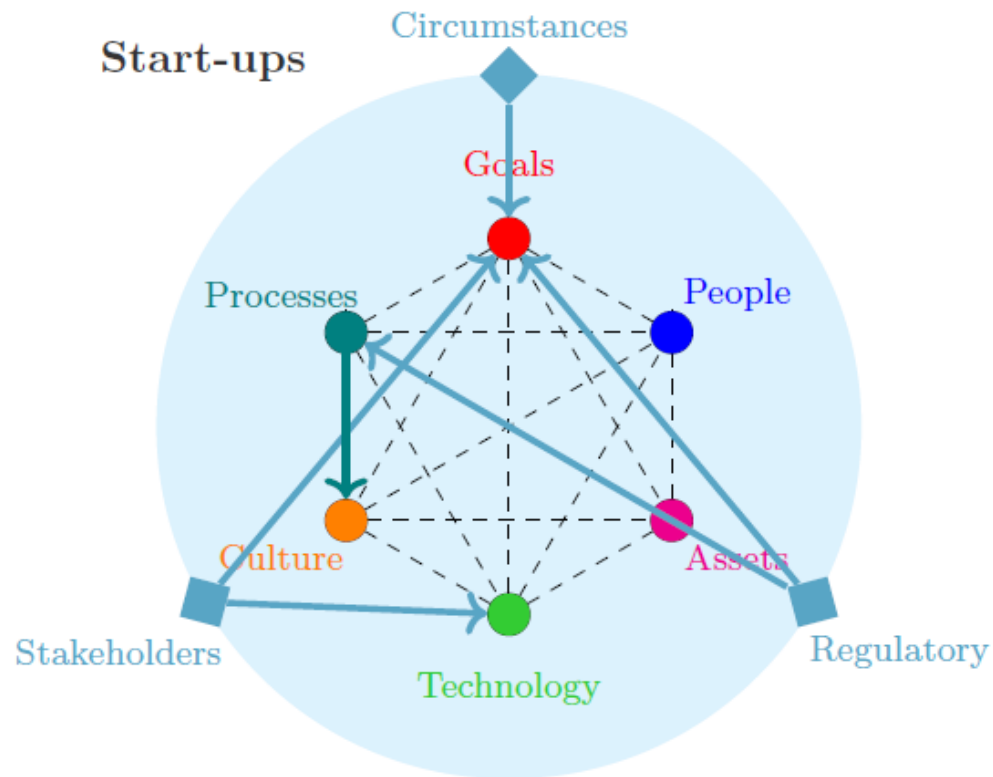 Circumstances
Start-ups
Goals
Processes
People
Culture
Assets
Stakeholders
Regulatory
Technology